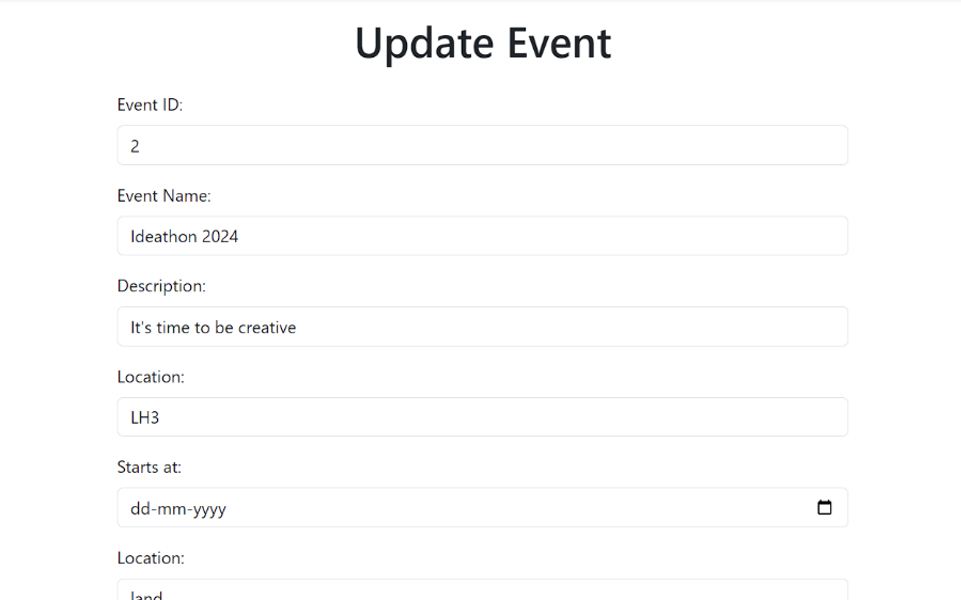 Update Event
Event ID:
2
Event Name:
Ideathon 2024
Description:
It's time to be creative
Location:
LH3
Starts at:
dd-mm-yyyy
Location:
land